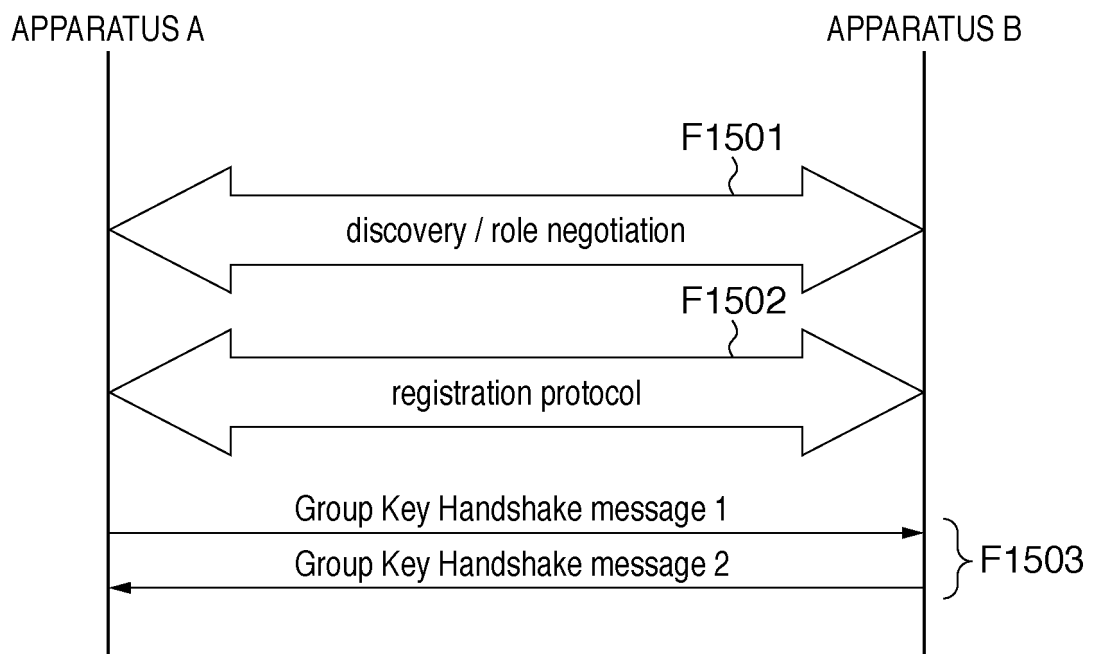 APPARATUS A
APPARATUS B
F1501
discovery / role negotiation
F1502
registration protocol
Group Key Handshake message 1
Group Key Handshake message 2
F1503